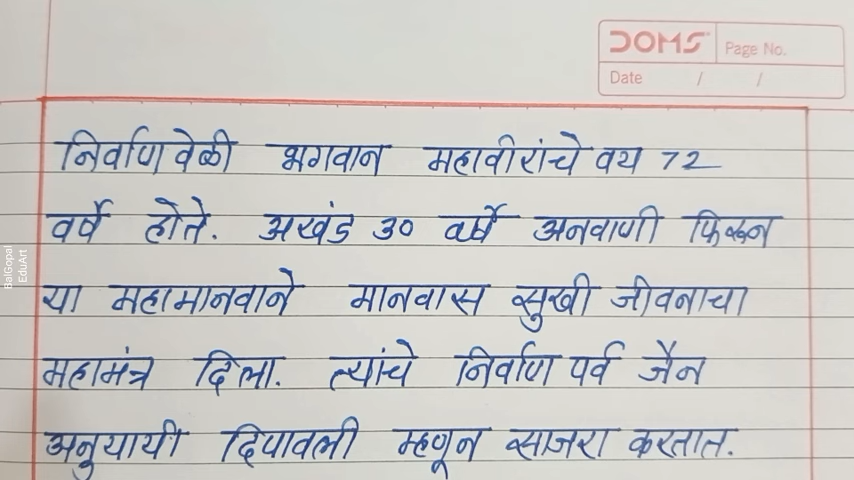 DOMS Page No.
Date / /
निर्वाण वेळी भगवान महावीरांचे वय 72
वर्षे होते. अखंड 30 वर्षे अनवाणी फिरून
या महामानवाने मानवास सुखी जीवनाचा
महामंत्र दिला. त्यांचे निर्वाण पर्व जैन
अनुयायी दिपावली म्हणून साजरा करतात.
BalGopal
EduArt